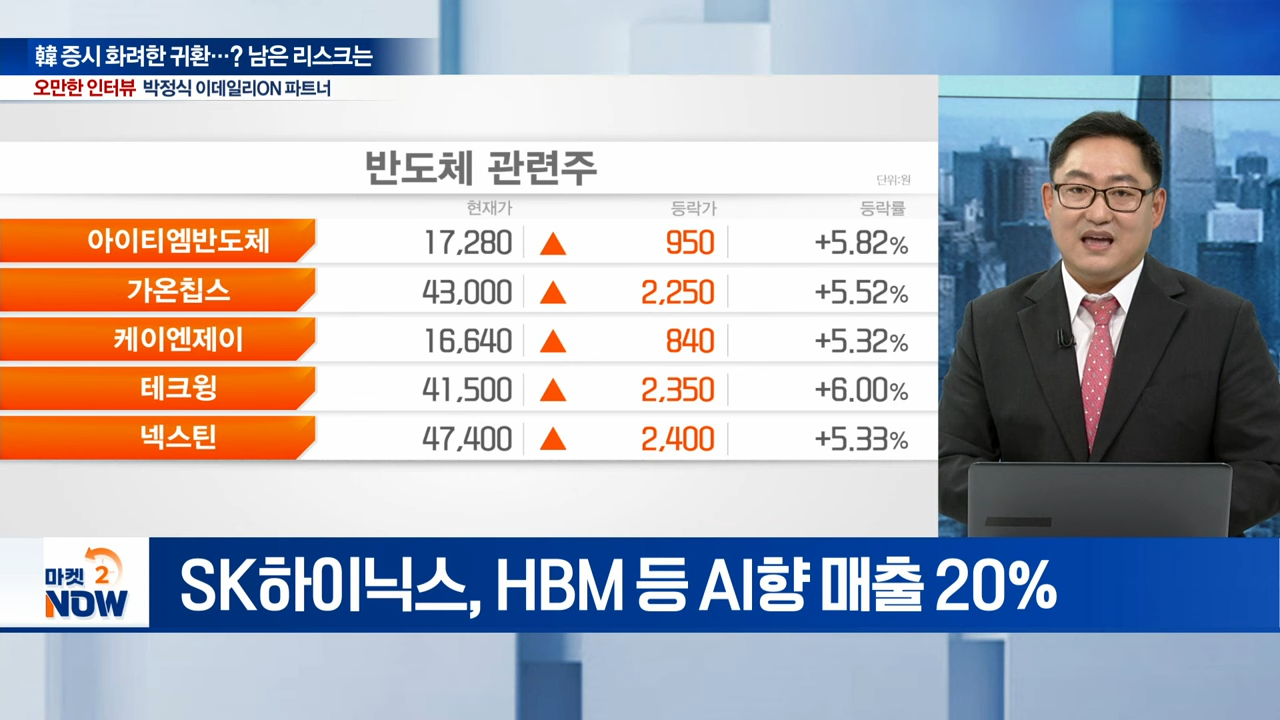 韓 증시 화려한 귀환…? 남은 리스크는
오만한 인터뷰 박정식 이데일리ON 파트너
반도체 관련주
단위:원
현재가 등락가 등락률
아이티엠반도체 17,280 ▲ 950 +5.82%
가온칩스 43,000 ▲ 2,250 +5.52%
케이엔제이 16,640 ▲ 840 +5.32%
테크윙 41,500 ▲ 2,350 +6.00%
넥스틴 47,400 ▲ 2,400 +5.33%
마켓 2
NOW
SK하이닉스, HBM 등 AI향 매출 20%